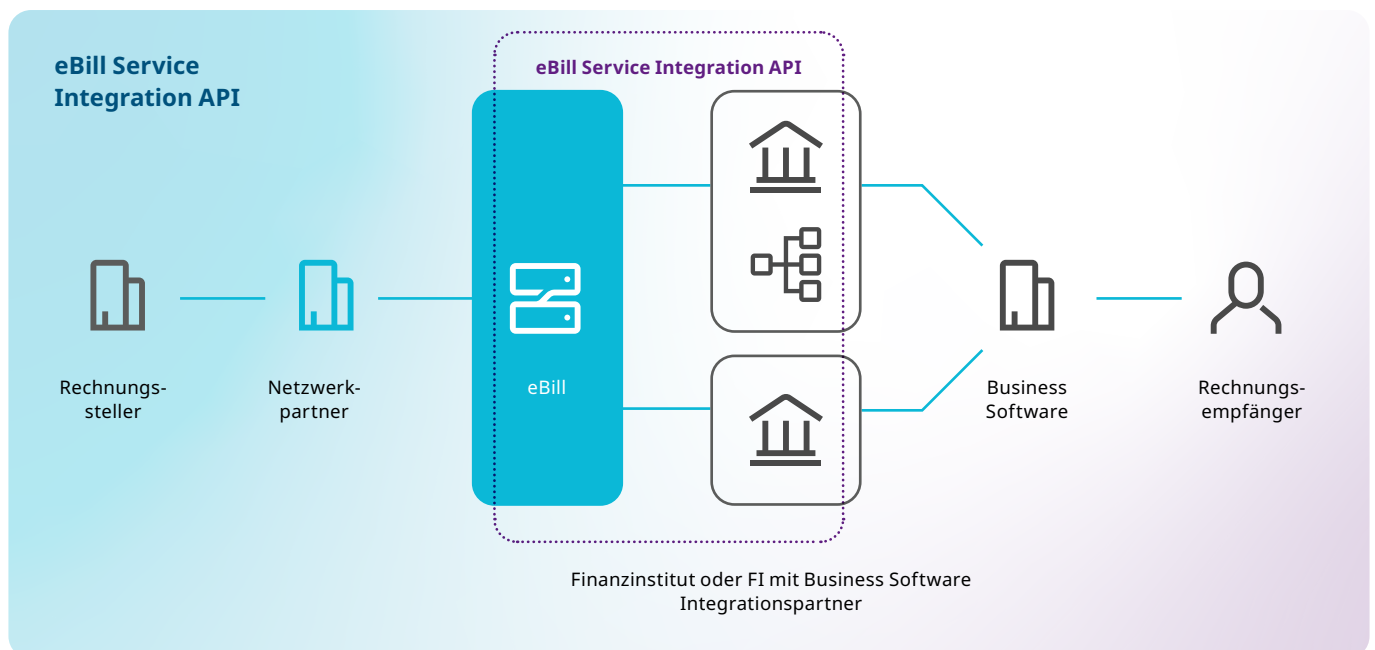 eBill Service
Integration API
eBill Service Integration API
Rechnungs-
steller
Netzwerk-
partner
eBill
Business
Software
Rechnungs-
empfänger
Finanzinstitut oder FI mit Business Software
Integrationspartner